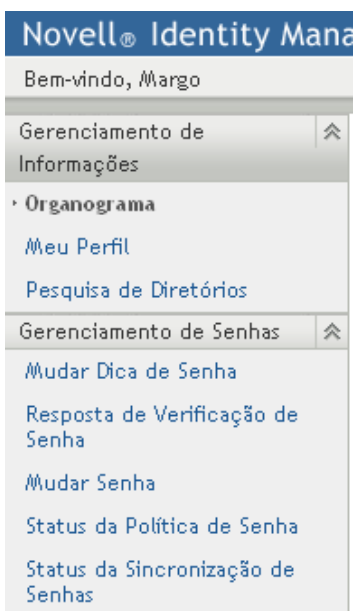 Novell® Identity Mana
Bem-vindo, Margo
Gerenciamento de
Informações
Organograma
Meu Perfil
Pesquisa de Diretórios
Gerenciamento de Senhas
Mudar Dica de Senha
Resposta de Verificação de
Senha
Mudar Senha
Status da Política de Senha
Status da Sincronização de
Senhas